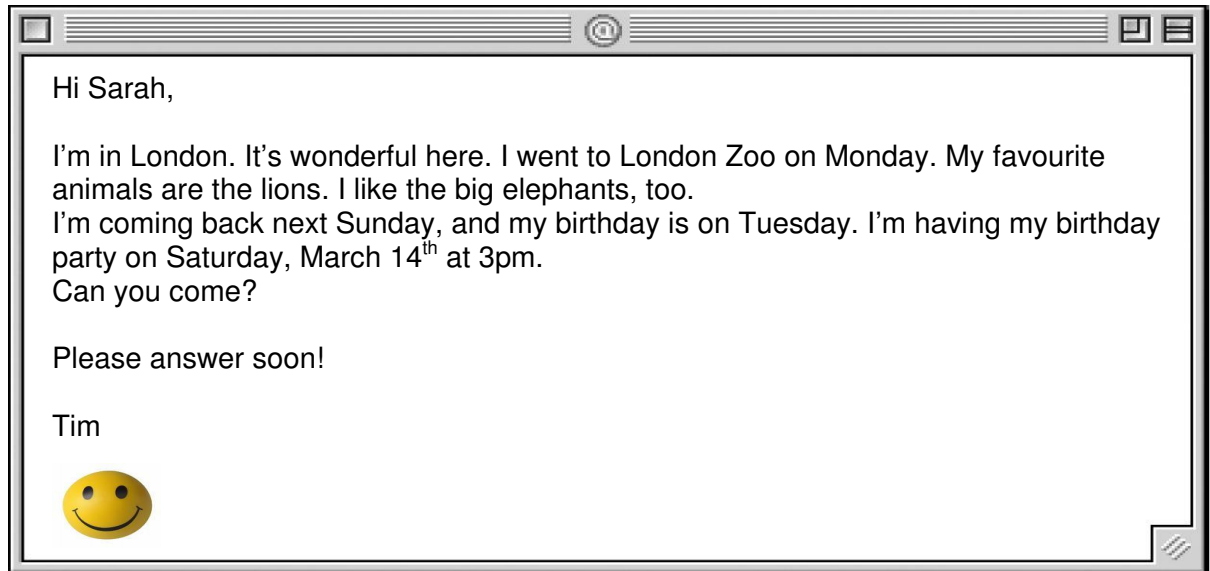 Hi Sarah,
I'm in London. It's wonderful here. I went to London Zoo on Monday. My favourite
animals are the lions. I like the big elephants, too.
I'm coming back next Sunday, and my birthday is on Tuesday. I'm having my birthday
party on Saturday, March 14th at 3pm.
Can you come?
Please answer soon!
Tim